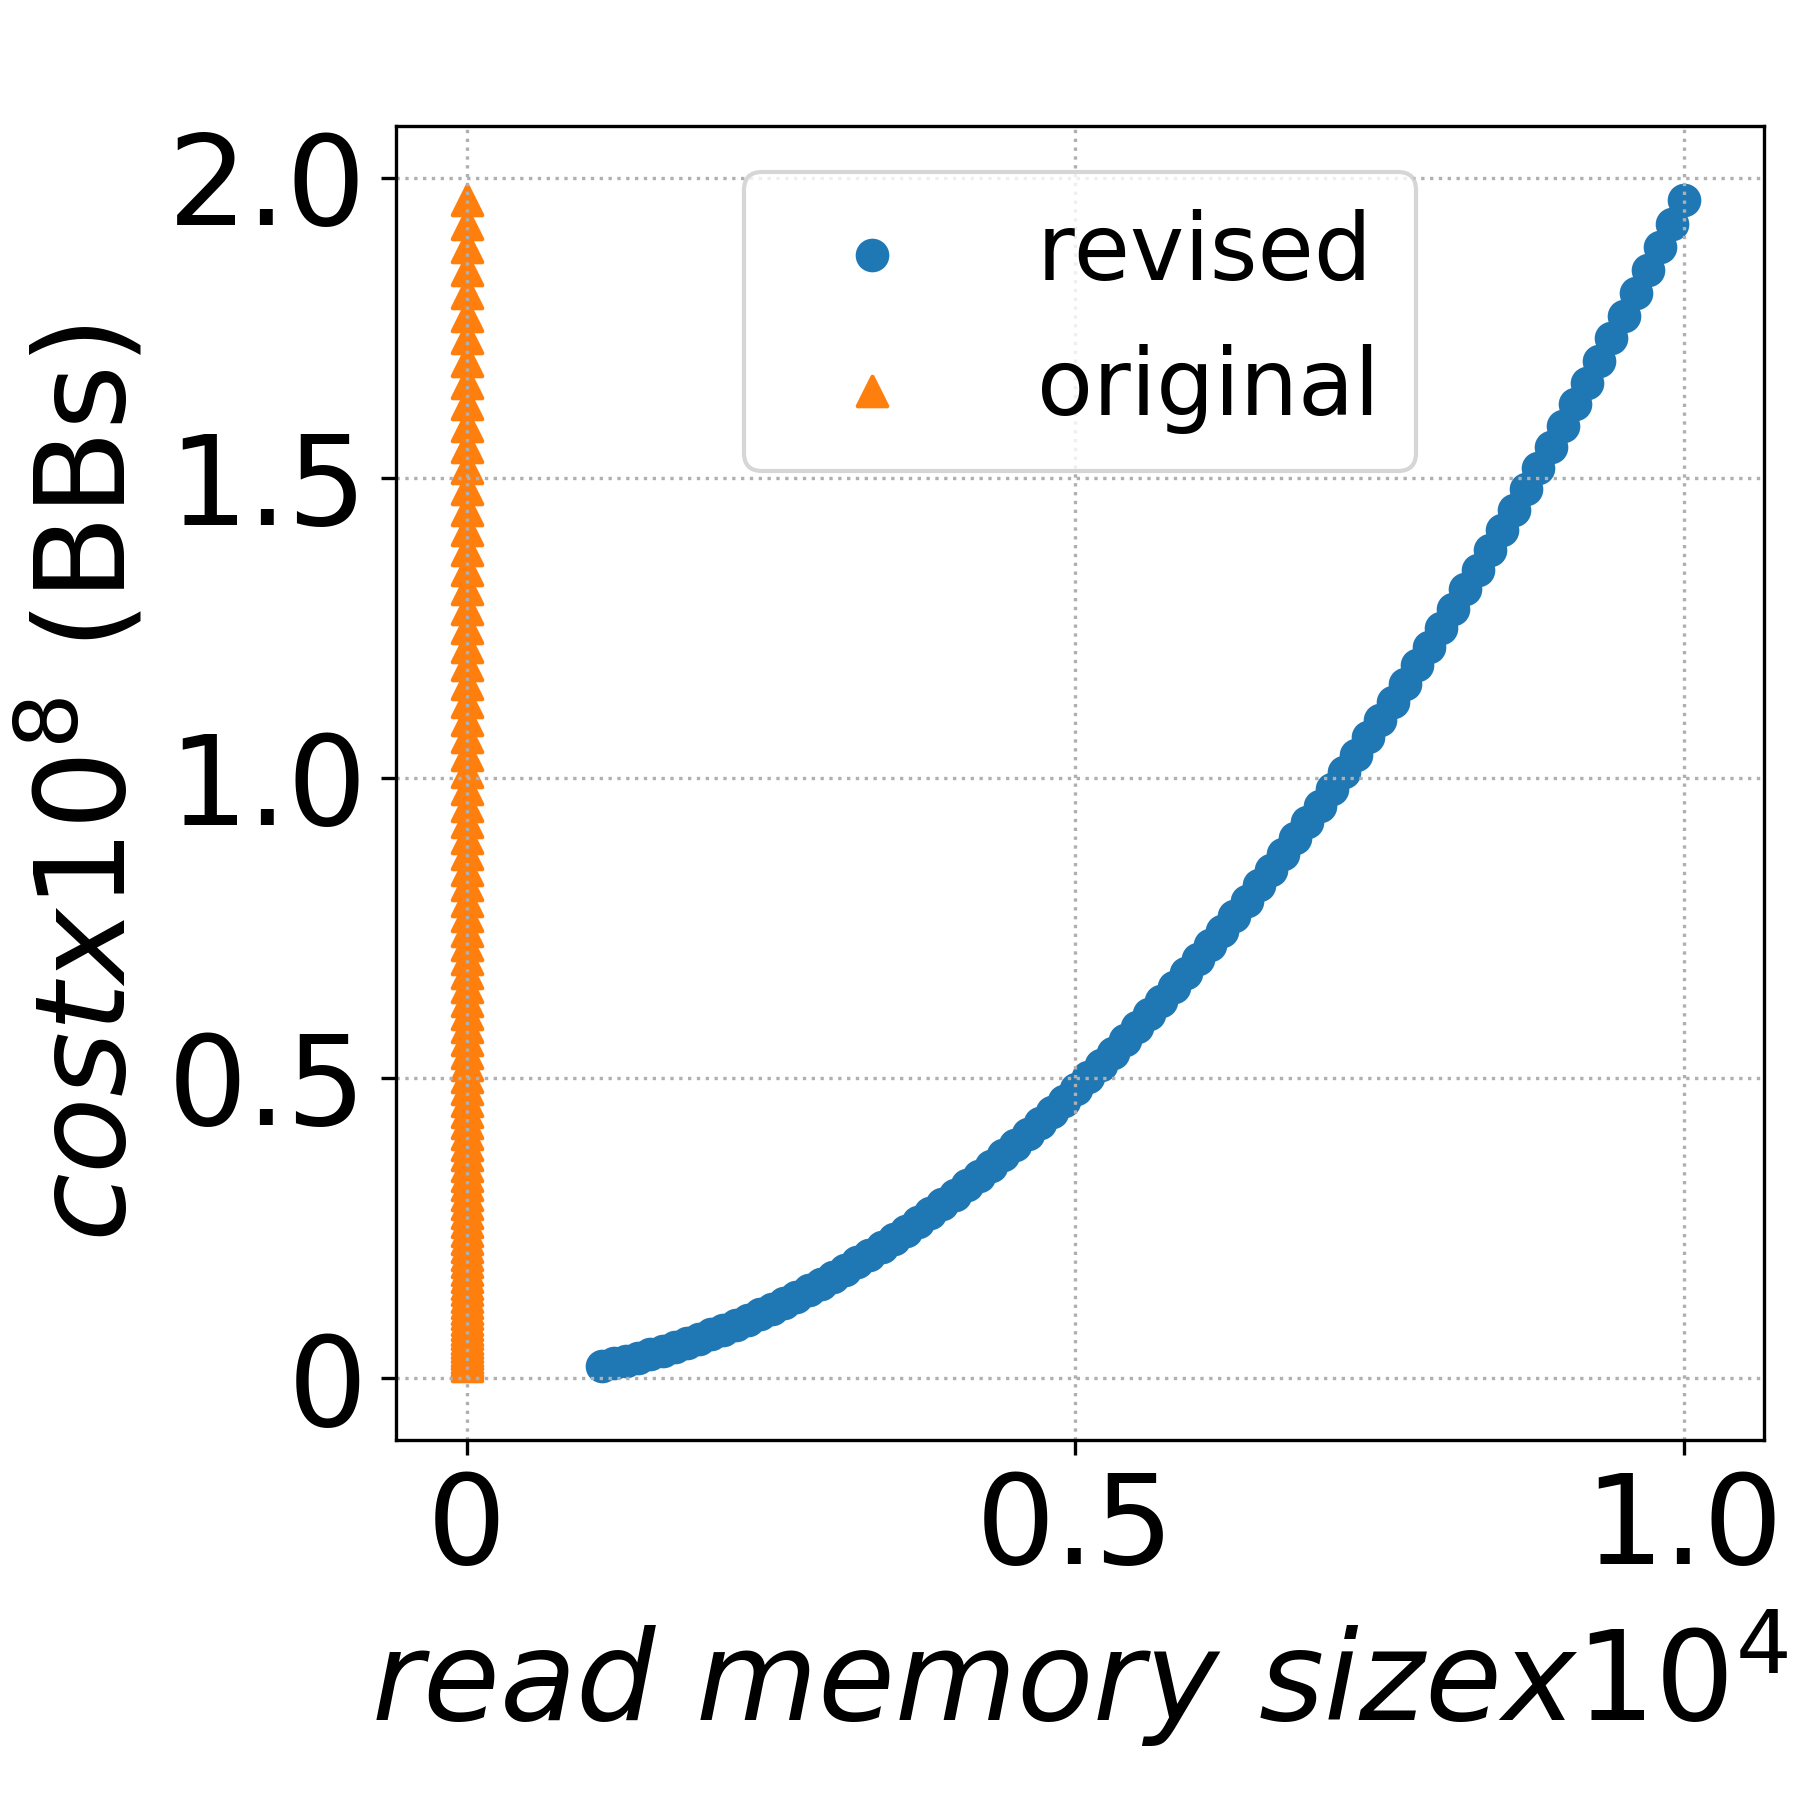 2.0
1.5
1.0
0.5
0
costx10⁸ (BBs)
revised
original
0 0.5 1.0
read memory sizex10⁴